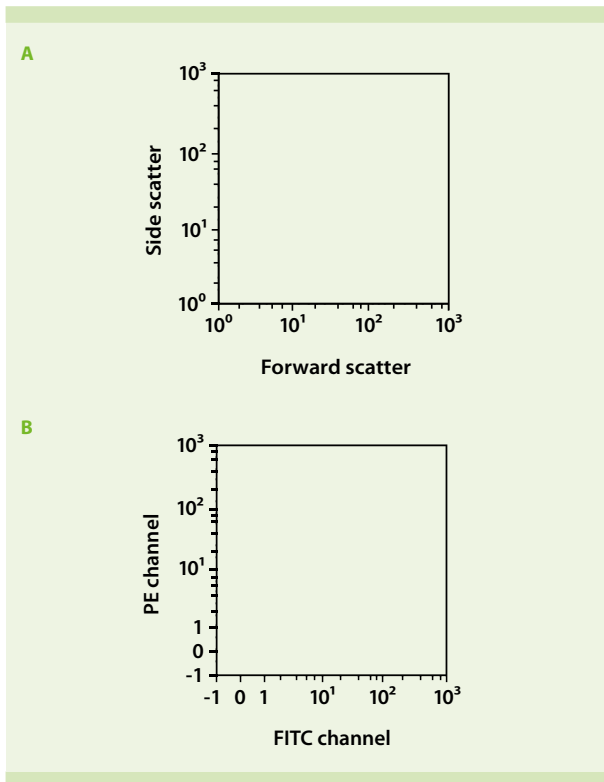 A
10³
10²
10¹
10⁰
Side scatter
10⁰ 10¹ 10² 10³
Forward scatter
B
10³
10²
10¹
1
0
-1
PE channel
-1 0 1 10¹ 10² 10³
FITC channel